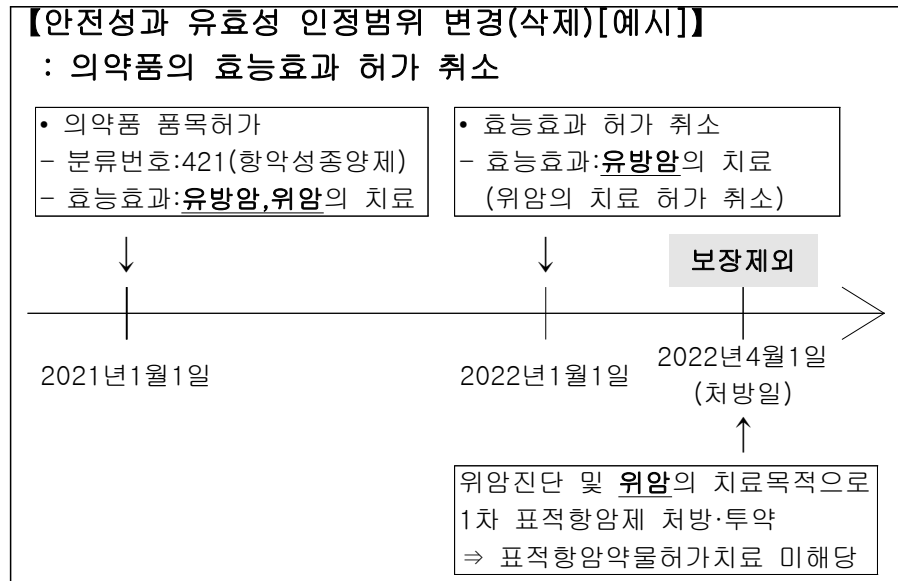 【안전성과 유효성 인정범위 변경(삭제)[예시]】
: 의약품의 효능효과 허가 취소
• 의약품 품목허가
- 분류번호:421(항악성종양제)
- 효능효과:유방암,위암의 치료
• 효능효과 허가 취소
- 효능효과:유방암의 치료
(위암의 치료 허가 취소)
보장제외
2021년1월1일
2022년1월1일
2022년4월1일
(처방일)
위암진단 및 위암의 치료목적으로
1차 표적항암제 처방·투약
⇒ 표적항암약물허가치료 미해당